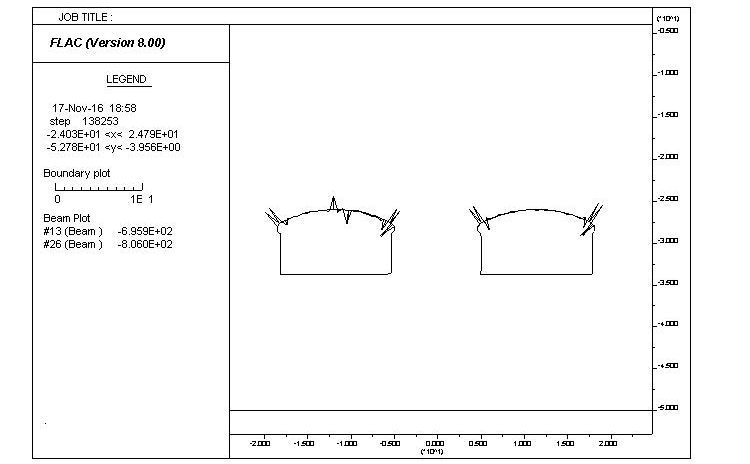 JOB TITLE :
FLAC (Version 8.00)
LEGEND
17-Nov-16 18:58
step 138253
-2.403E+01 <x< 2.479E+01
-5.278E+01 <y< -3.956E+00
Boundary plot
0 1E 1
Beam Plot
#13 (Beam ) -6.959E+02
#26 (Beam ) -8.060E+02
(*10^1)
-0.500
-1.000
-1.500
-2.000
-2.500
-3.000
-3.500
-4.000
-4.500
-5.000
-2.000 -1.500 -1.000 -0.500 0.000 0.500 1.000 1.500 2.000
(*10^1)